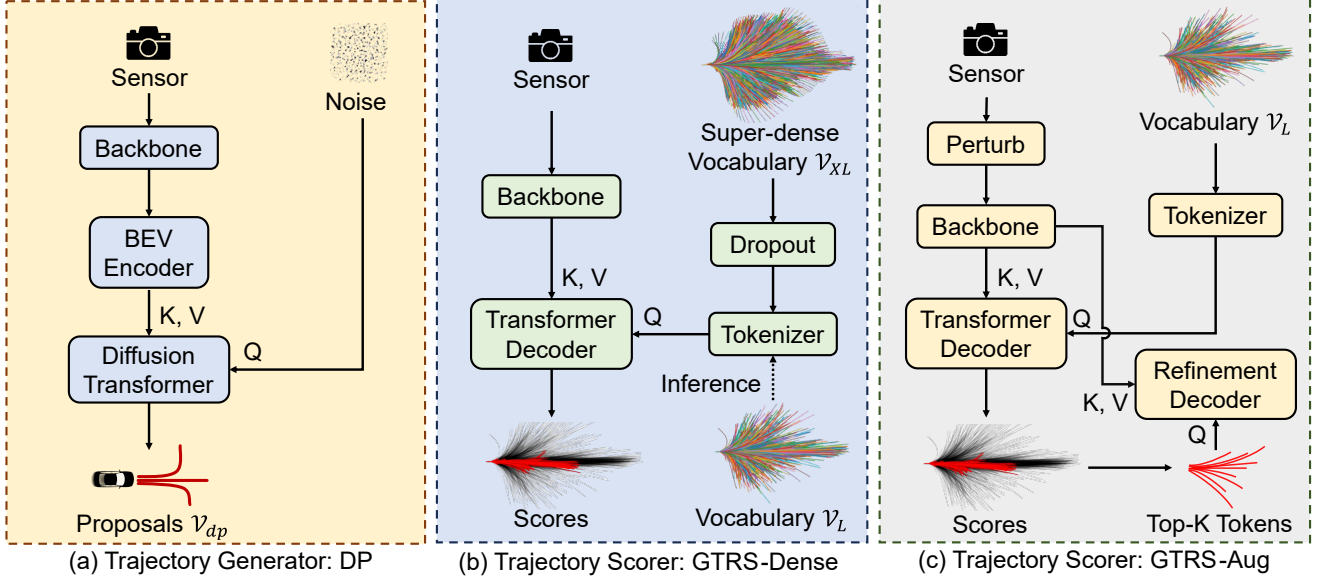 Sensor
Noise
Backbone
BEV
Encoder
K, V
Q
Diffusion
Transformer
Proposals 𝒱_dp
(a) Trajectory Generator: DP
Sensor
Super-dense
Vocabulary 𝒱_XL
Backbone
Dropout
K, V
Q
Transformer
Decoder
Tokenizer
Inference
Scores
Vocabulary 𝒱_L
(b) Trajectory Scorer: GTRS-Dense
Sensor
Vocabulary 𝒱_L
Perturb
Backbone
Tokenizer
K, V
Q
Transformer
Decoder
Refinement
Decoder
K, V
Q
Scores
Top-K Tokens
(c) Trajectory Scorer: GTRS-Aug